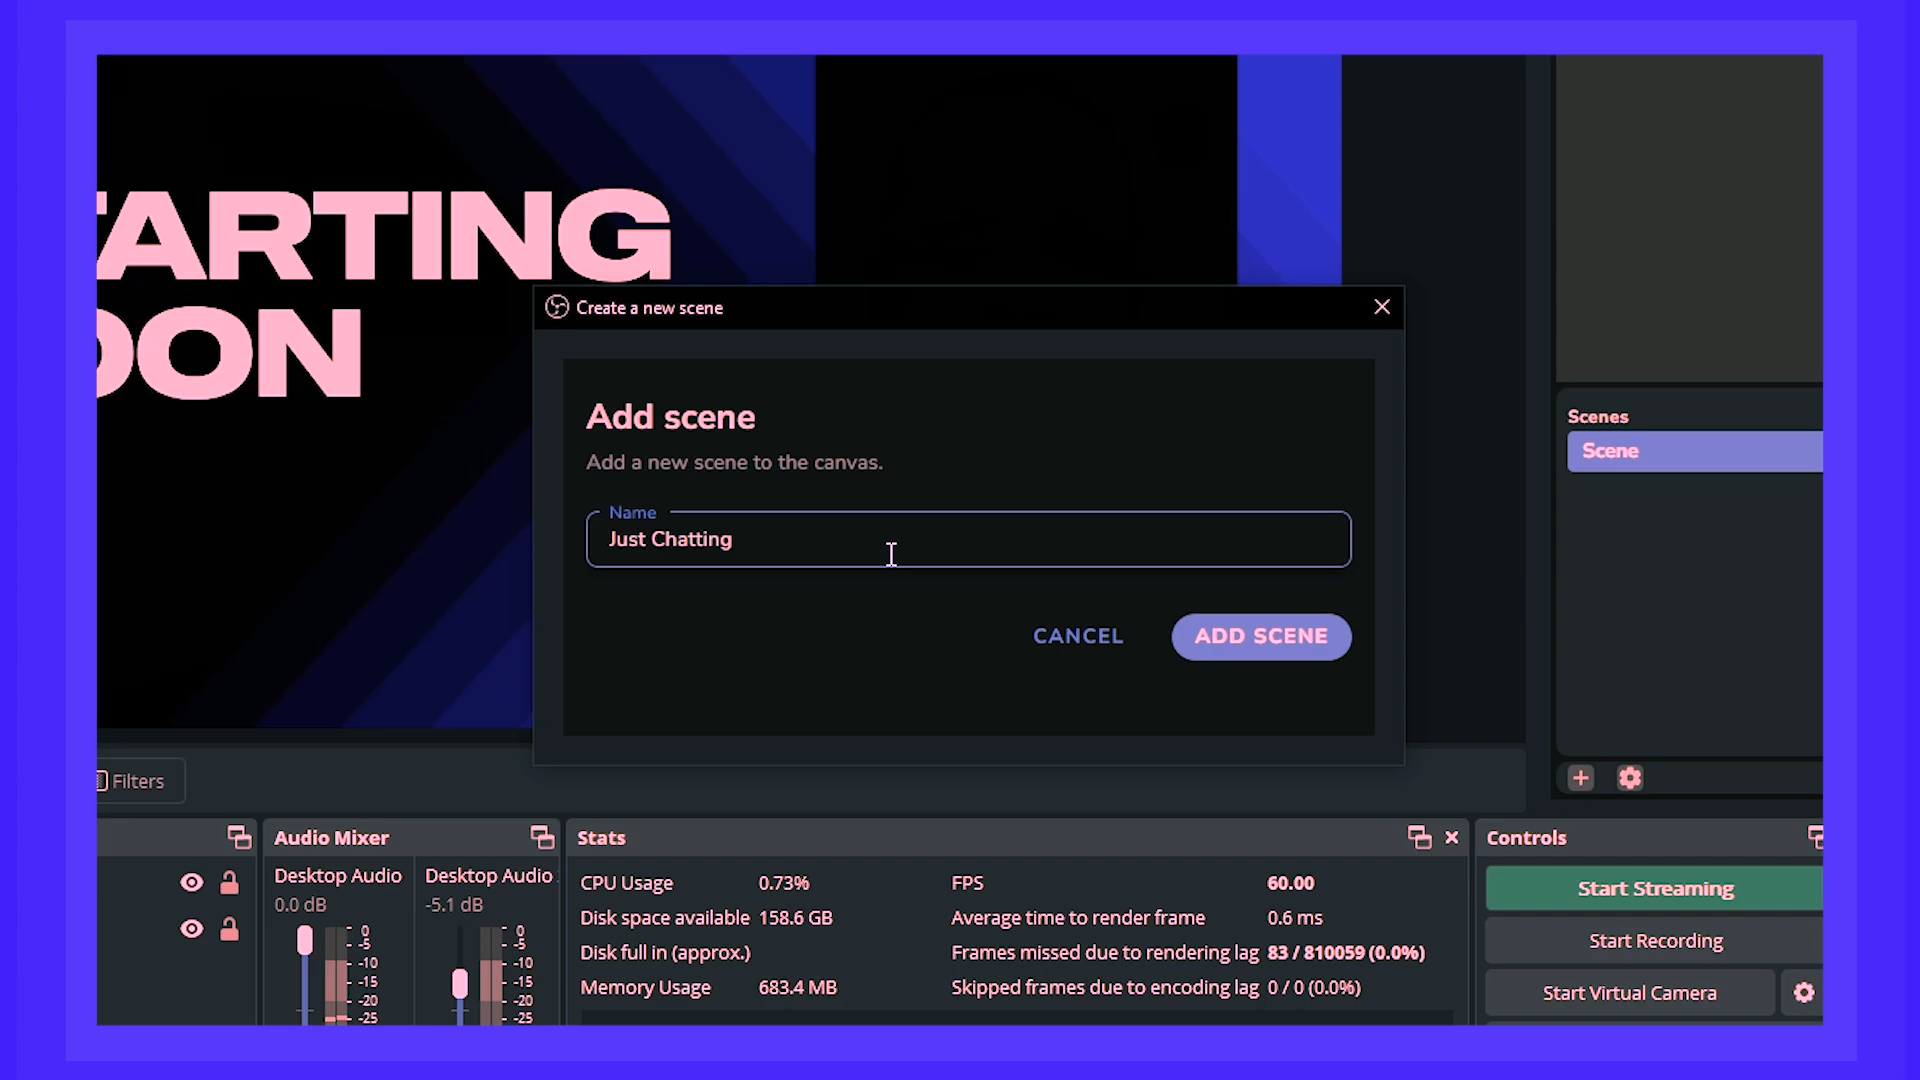 TARTING
OON
Create a new scene
Add scene
Add a new scene to the canvas.
Name
Just Chatting
CANCEL
ADD SCENE
Scenes
Scene
Filters
Audio Mixer
Desktop Audio
0.0 dB
0
-5
-10
-15
-20
-25
Desktop Audio
-5.1 dB
0
-5
-10
-15
-20
-25
Stats
CPU Usage 0.73%
Disk space available 158.6 GB
Disk full in (approx.)
Memory Usage 683.4 MB
FPS 60.00
Average time to render frame 0.6 ms
Frames missed due to rendering lag 83 / 810059 (0.0%)
Skipped frames due to encoding lag 0 / 0 (0.0%)
Controls
Start Streaming
Start Recording
Start Virtual Camera